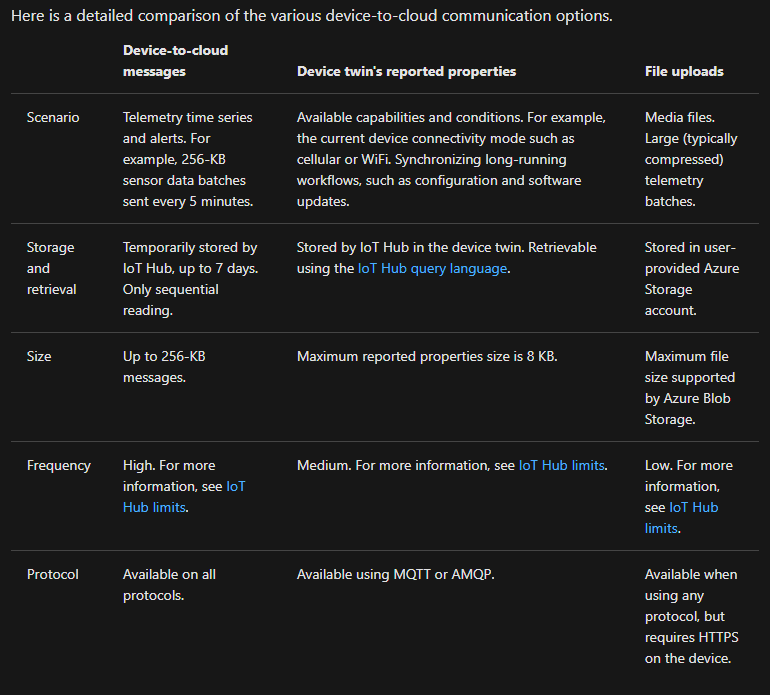 Here is a detailed comparison of the various device-to-cloud communication options.
Device-to-cloud
messages
Device twin's reported properties
File uploads
Scenario
Telemetry time series
and alerts. For
example, 256-KB
sensor data batches
sent every 5 minutes.
Available capabilities and conditions. For example,
the current device connectivity mode such as
cellular or WiFi. Synchronizing long-running
workflows, such as configuration and software
updates.
Media files.
Large (typically
compressed)
telemetry
batches.
Storage
and
retrieval
Temporarily stored by
IoT Hub, up to 7 days.
Only sequential
reading.
Stored by IoT Hub in the device twin. Retrievable
using the IoT Hub query language.
Stored in user-
provided Azure
Storage
account.
Size
Up to 256-KB
messages.
Maximum reported properties size is 8 KB.
Maximum file
size supported
by Azure Blob
Storage.
Frequency
High. For more
information, see IoT
Hub limits.
Medium. For more information, see IoT Hub limits.
Low. For more
information,
see IoT Hub
limits.
Protocol
Available on all
protocols.
Available using MQTT or AMQP.
Available when
using any
protocol, but
requires HTTPS
on the device.